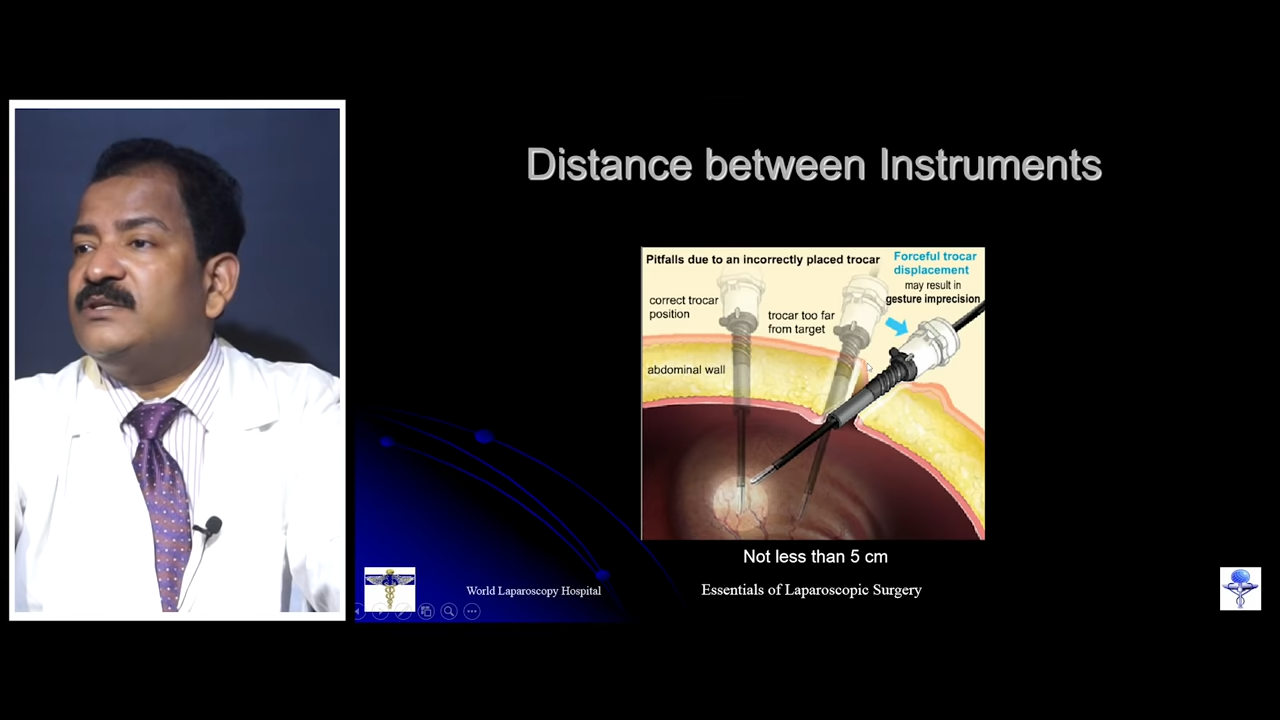 Distance between Instruments
Pitfalls due to an incorrectly placed trocar
Forceful trocar
displacement
may result in
gesture imprecision
correct trocar
position
trocar too far
from target
abdominal wall
Not less than 5 cm
World Laparoscopy Hospital
Essentials of Laparoscopic Surgery